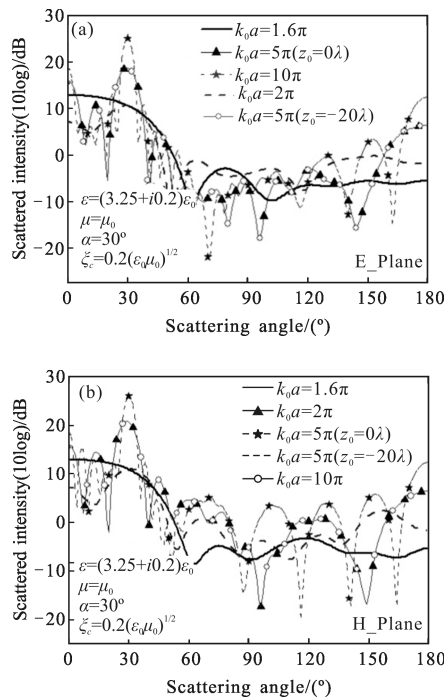 (a)
k₀a=1.6π
k₀a=5π(z₀=0λ)
k₀a=10π
k₀a=2π
k₀a=5π(z₀=−20λ)
30
20
10
0
−10
−20
Scattered intensity(10log)/dB
ε=(3.25+i0.2)ε₀
μ=μ₀
α=30º
ξc=0.2(ε₀μ₀)^1/2
E_Plane
0 30 60 90 120 150 180
Scattering angle/(º)
(b)
k₀a=1.6π
k₀a=2π
k₀a=5π(z₀=0λ)
k₀a=5π(z₀=−20λ)
k₀a=10π
30
20
10
0
−10
−20
Scattered intensity(10log)/dB
ε=(3.25+i0.2)ε₀
μ=μ₀
α=30º
ξc=0.2(ε₀μ₀)^1/2
H_Plane
0 30 60 90 120 150 180
Scattering angle/(º)